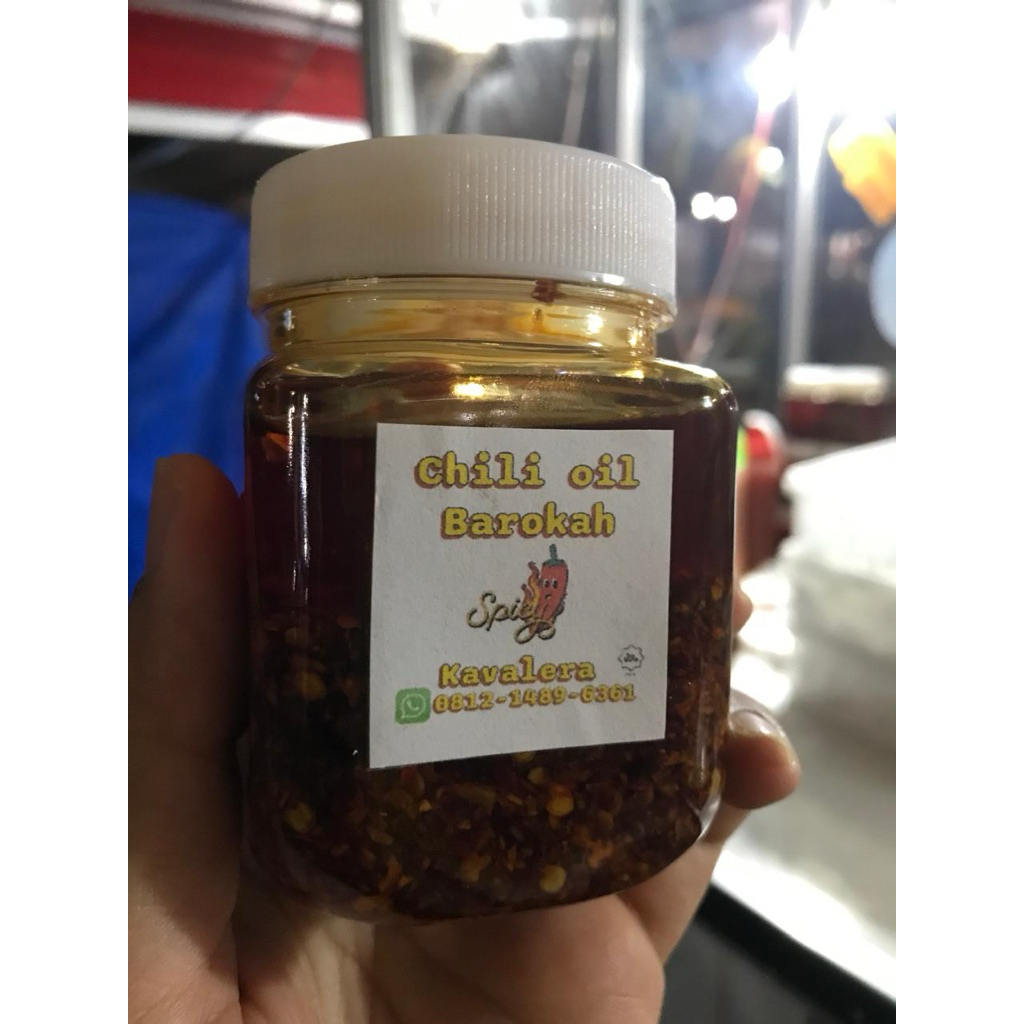 Chili oil
Barokah
Spicy
Kavalera
0812-1489-6361